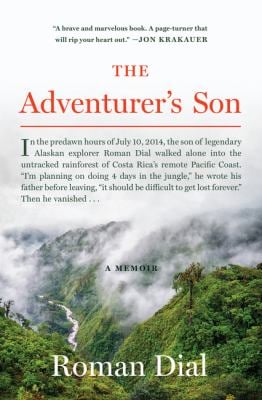 “A brave and marvelous book. A page-turner that
will rip your heart out.” —JON KRAKAUER
THE
Adventurer’s Son
In the predawn hours of July 10, 2014, the son of legendary
Alaskan explorer Roman Dial walked alone into the
untracked rainforest of Costa Rica’s remote Pacific Coast.
“I’m planning on doing 4 days in the jungle,” he wrote his
father before leaving, “it should be difficult to get lost forever.”
Then he vanished . . .
A MEMOIR
Roman Dial